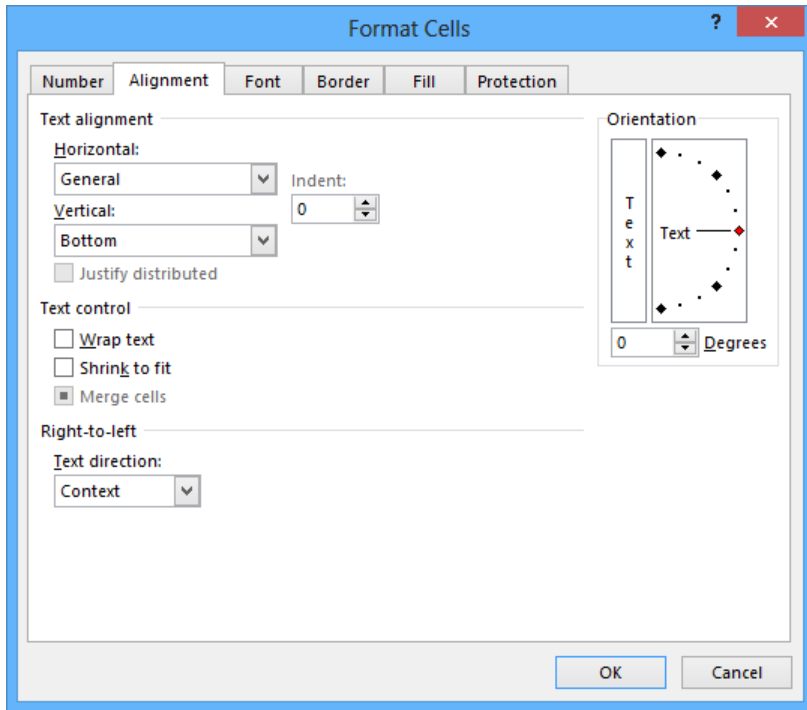 Format Cells
?
Number Alignment Font Border Fill Protection
Text alignment
Horizontal:
General
Indent:
0
Vertical:
Bottom
Justify distributed
Text control
Wrap text
Shrink to fit
Merge cells
Right-to-left
Text direction:
Context
Orientation
T
e
x
t
Text
0 Degrees
OK Cancel